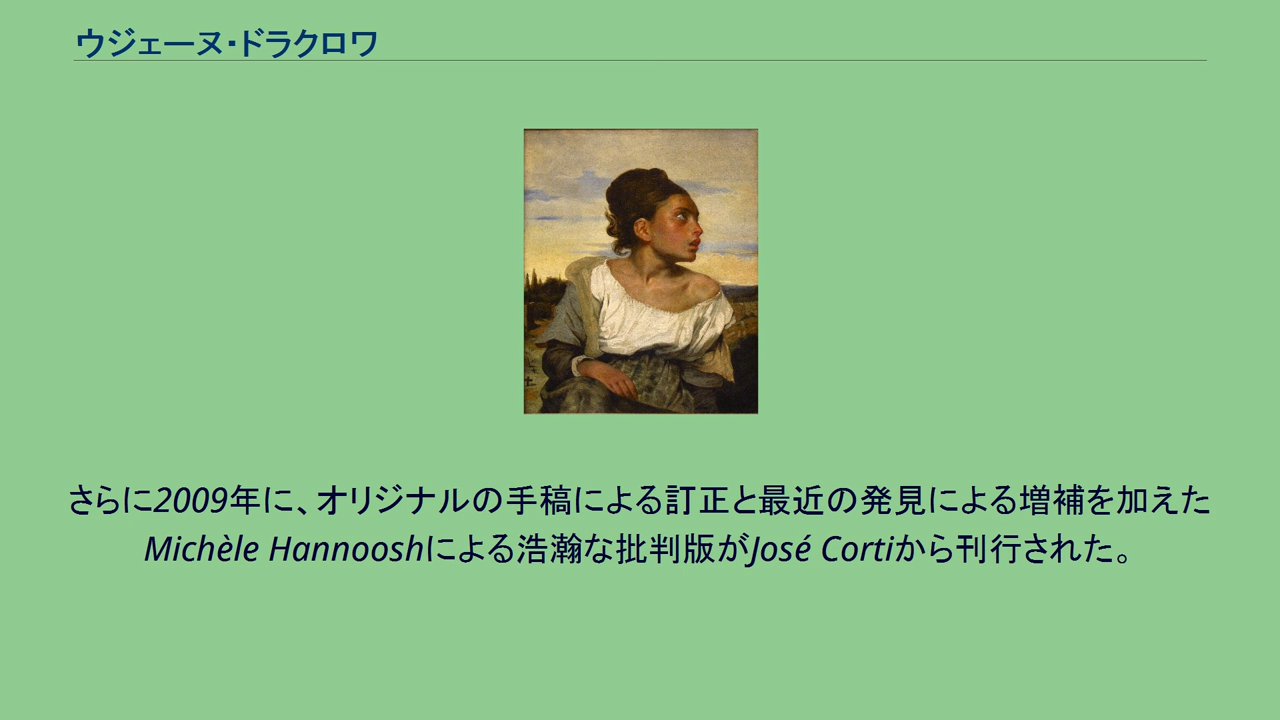 ウジェーヌ・ドラクロワ
さらに2009年に、オリジナルの手稿による訂正と最近の発見による増補を加えた
Michèle Hannooshによる浩瀚な批判版がJosé Cortiから刊行された。